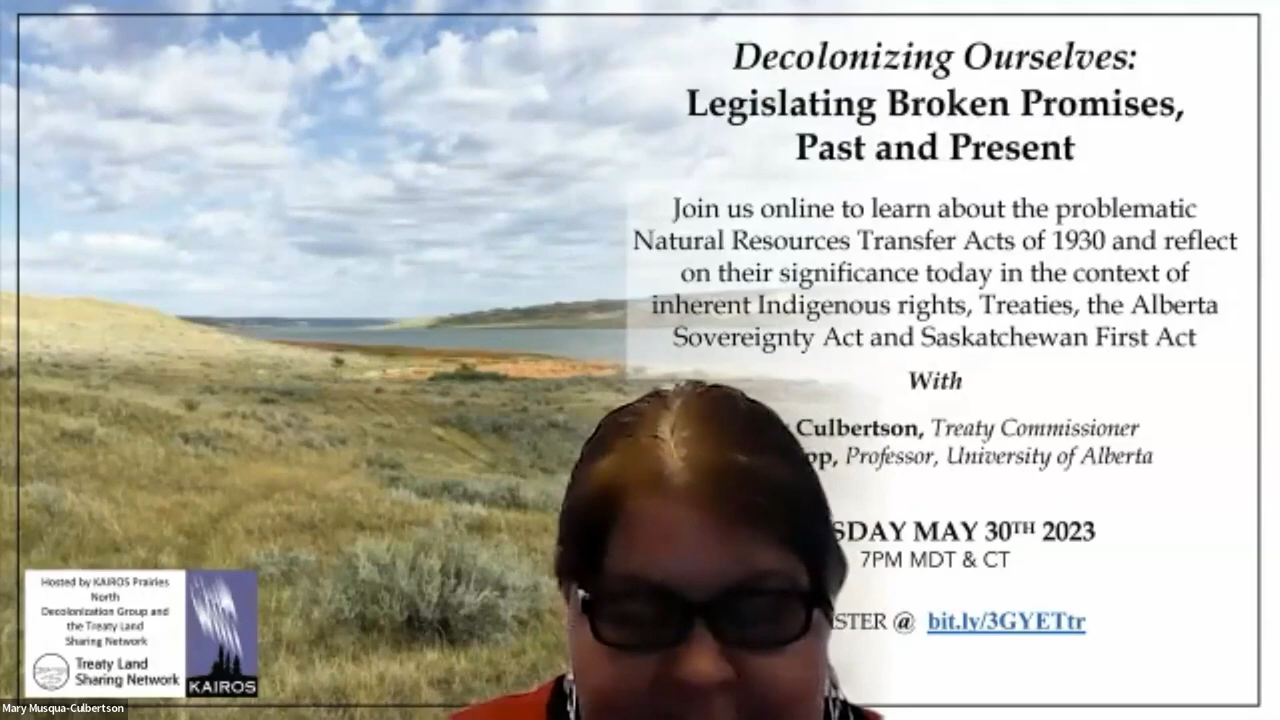 Decolonizing Ourselves:
Legislating Broken Promises,
Past and Present
Join us online to learn about the problematic
Natural Resources Transfer Acts of 1930 and reflect
on their significance today in the context of
inherent Indigenous rights, Treaties, the Alberta
Sovereignty Act and Saskatchewan First Act
With
Culbertson, Treaty Commissioner
Professor, University of Alberta
MAY 30TH 2023
7PM MDT & CT
@ bit.ly/3GYETtr
Hosted by KAIROS Prairies
North
Decolonization Group and
the Treaty Land
Sharing Network
Treaty Land
Sharing Network
KAIROS
Mary Musqua-Culbertson